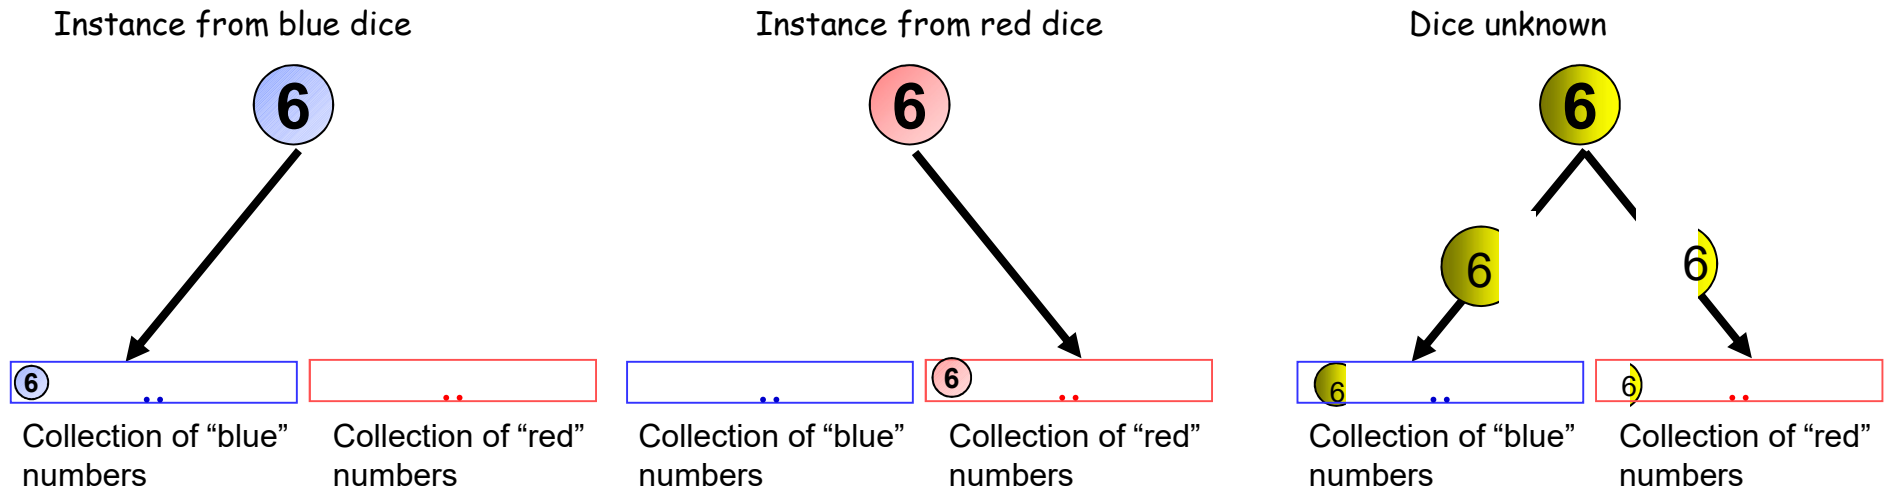 Instance from blue dice
Instance from red dice
Dice unknown
6
6
6
6
6
6
6
6
6
..
..
..
..
..
..
Collection of “blue”
numbers
Collection of “red”
numbers
Collection of “blue”
numbers
Collection of “red”
numbers
Collection of “blue”
numbers
Collection of “red”
numbers